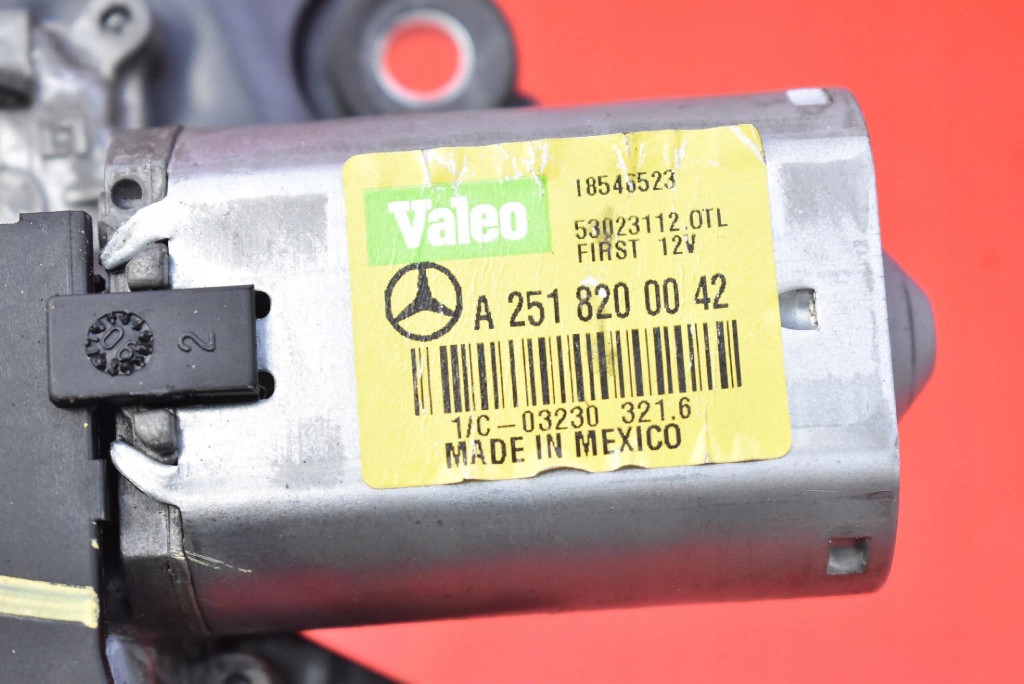 Valeo
18546523
53023112.OTL
FIRST 12V
A 251 820 00 42
1/C-03230 321.6
MADE IN MEXICO
2